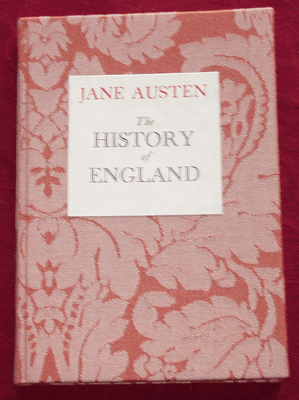 JANE AUSTEN
The
HISTORY
of
ENGLAND